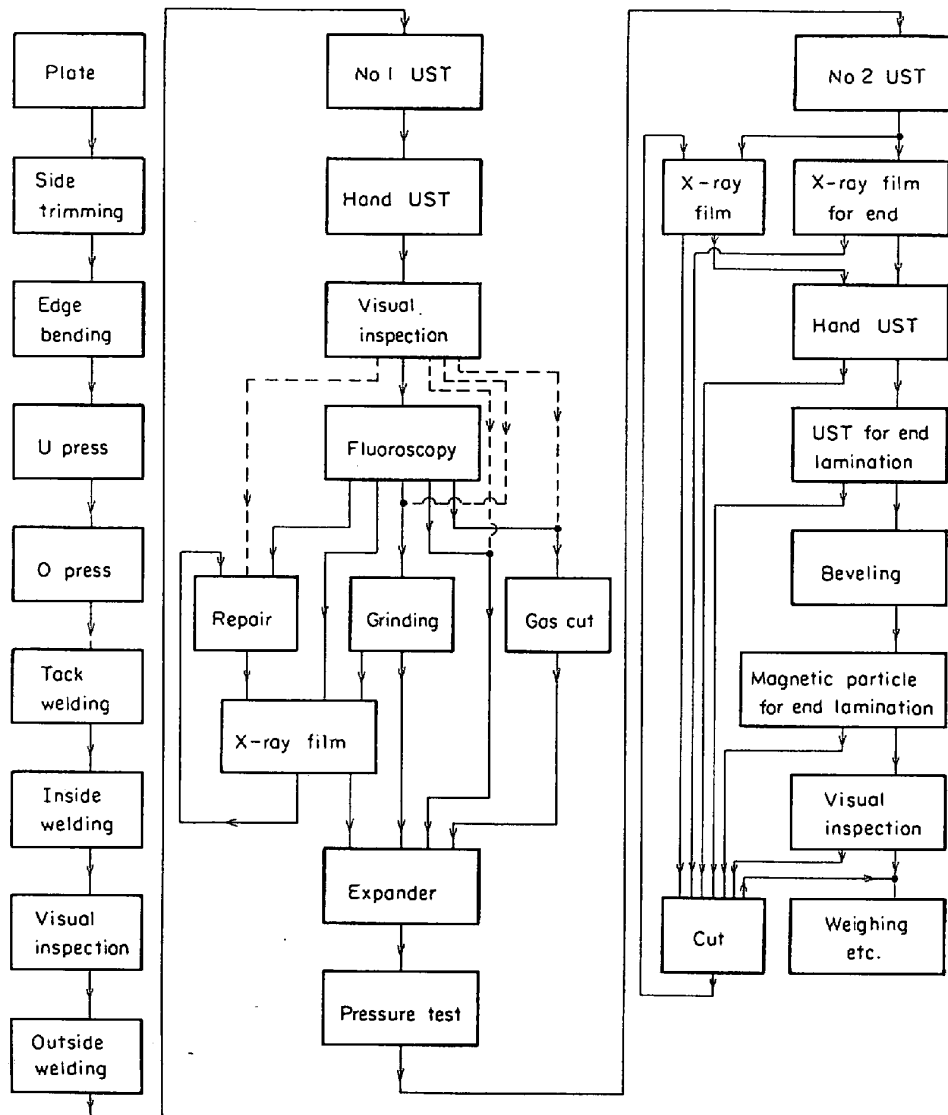 Plate
Side
trimming
Edge
bending
U press
O press
Tack
welding
Inside
welding
Visual
inspection
Outside
welding
No 1 UST
Hand UST
Visual
inspection
Fluoroscopy
Repair
Grinding
Gas cut
X-ray film
Expander
Pressure test
No 2 UST
X-ray
film
X-ray film
for end
Hand UST
UST for end
lamination
Beveling
Magnetic particle
for end lamination
Visual
inspection
Cut
Weighing
etc.